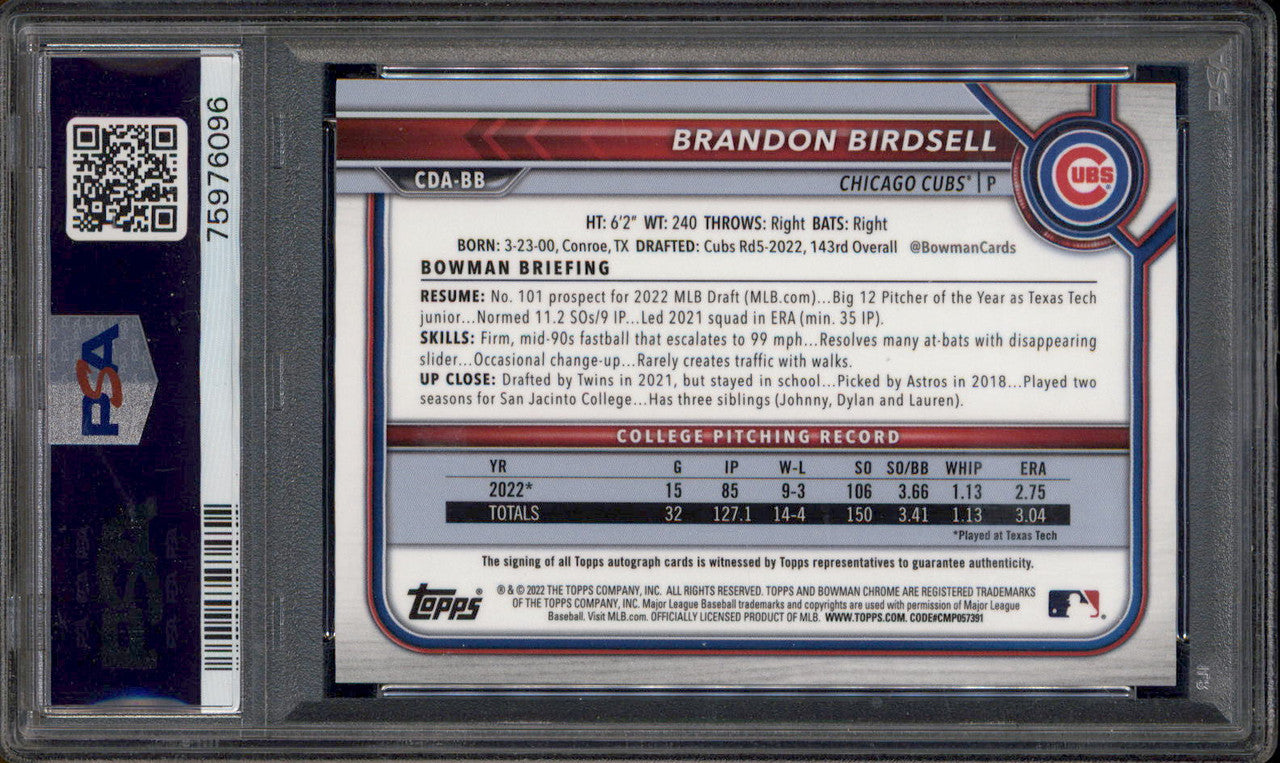 75976096
PSA
BRANDON BIRDSELL
CDA-BB
CHICAGO CUBS® | P
CUBS
HT: 6'2" WT: 240 THROWS: Right BATS: Right
BORN: 3-23-00, Conroe, TX DRAFTED: Cubs Rd5-2022, 143rd Overall @BowmanCards
BOWMAN BRIEFING
RESUME: No. 101 prospect for 2022 MLB Draft (MLB.com)...Big 12 Pitcher of the Year as Texas Tech
junior...Normed 11.2 SOs/9 IP...Led 2021 squad in ERA (min. 35 IP).
SKILLS: Firm, mid-90s fastball that escalates to 99 mph...Resolves many at-bats with disappearing
slider...Occasional change-up...Rarely creates traffic with walks.
UP CLOSE: Drafted by Twins in 2021, but stayed in school...Picked by Astros in 2018...Played two
seasons for San Jacinto College...Has three siblings (Johnny, Dylan and Lauren).
COLLEGE PITCHING RECORD
YR G IP W-L SO SO/BB WHIP ERA
2022* 15 85 9-3 106 3.66 1.13 2.75
TOTALS 32 127.1 14-4 150 3.41 1.13 3.04
*Played at Texas Tech
The signing of all Topps autograph cards is witnessed by Topps representatives to guarantee authenticity.
Topps
® & © 2022 THE TOPPS COMPANY, INC. ALL RIGHTS RESERVED. TOPPS AND BOWMAN CHROME ARE REGISTERED TRADEMARKS
OF THE TOPPS COMPANY, INC. Major League Baseball trademarks and copyrights are used with permission of Major League
Baseball. Visit MLB.com. OFFICIALLY LICENSED PRODUCT OF MLB. WWW.TOPPS.COM. CODE#CMP057391
PSA